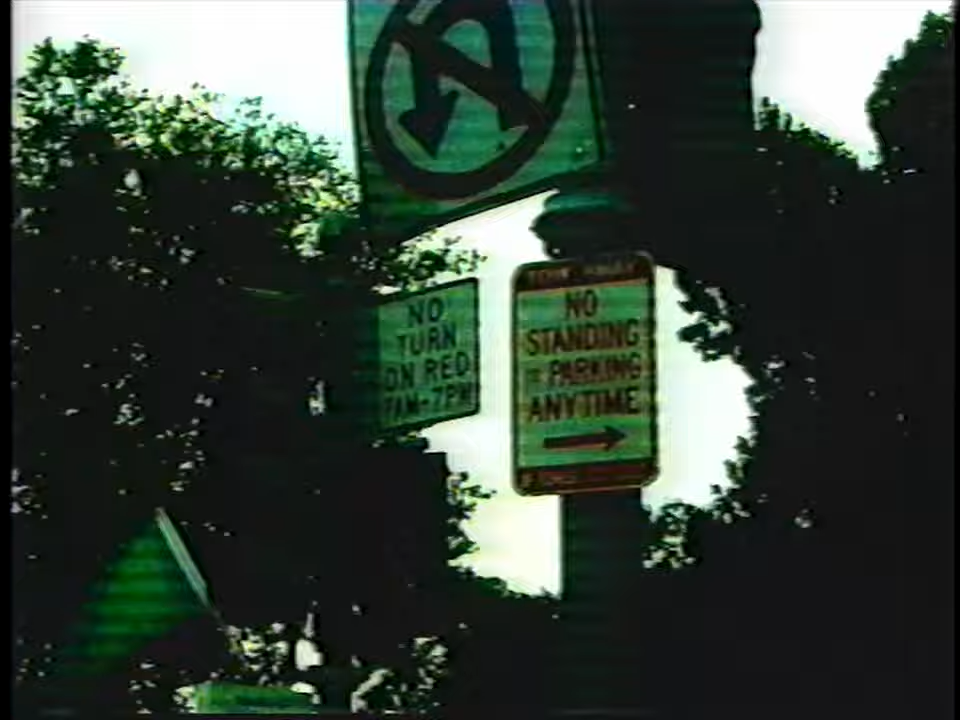 NO
TURN
ON RED
7AM-7PM
NO
STANDING
PARKING
ANYTIME